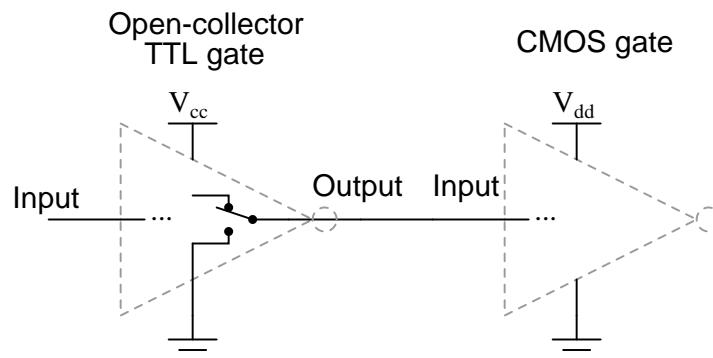 Open-collector
TTL gate
CMOS gate
Vcc
Vdd
Input
...
Output
Input
...